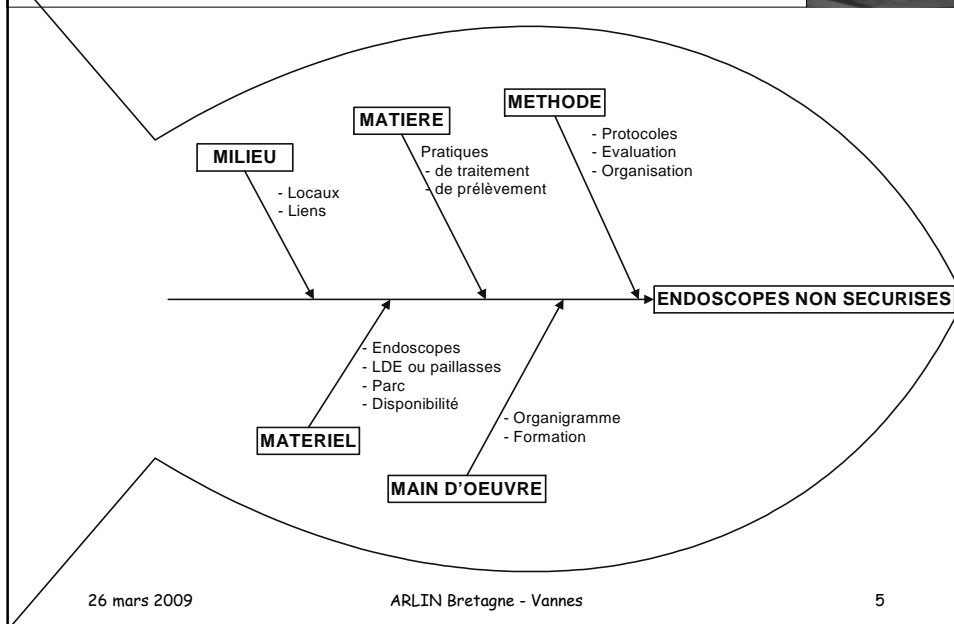 METHODE
- Protocoles
- Evaluation
- Organisation
MATIERE
Pratiques
- de traitement
- de prélèvement
MILIEU
- Locaux
- Liens
ENDOSCOPES NON SECURISES
- Endoscopes
- LDE ou paillasses
- Parc
- Disponibilité
MATERIEL
- Organigramme
- Formation
MAIN D'OEUVRE
26 mars 2009
ARLIN Bretagne - Vannes
5